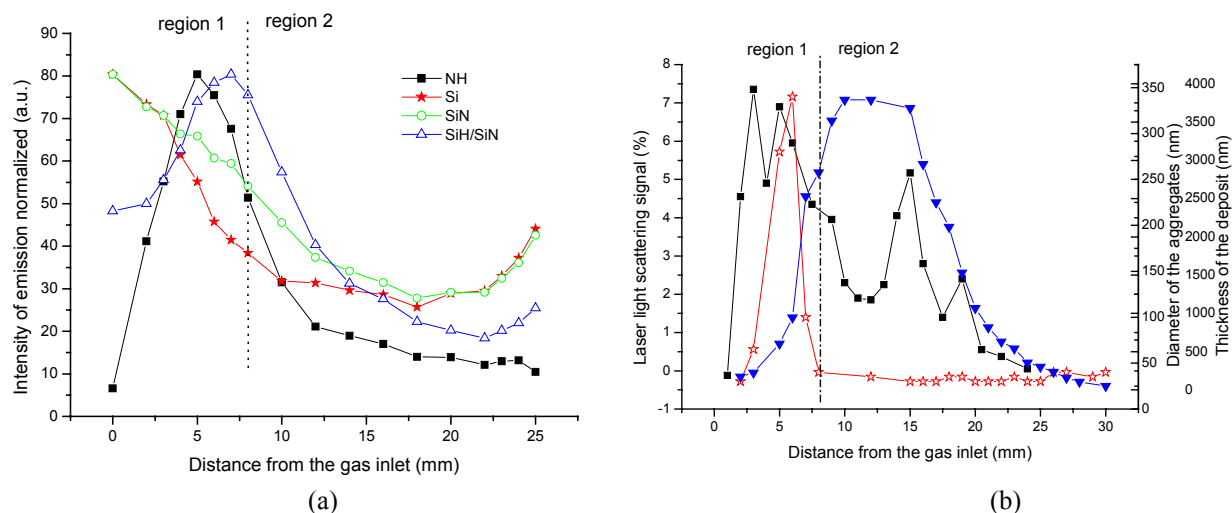 region 1 region 2
90
80
70
60
50
40
30
20
10
0
Intensity of emission normalized (a.u.)
NH
Si
SiN
SiH/SiN
0 5 10 15 20 25
Distance from the gas inlet (mm)
(a)
region 1 region 2
8
7
6
5
4
3
2
1
0
-1
Laser light scattering signal (%)
350
300
250
200
150
100
50
0
Diameter of the aggregates (nm)
4000
3500
3000
2500
2000
1500
1000
500
0
Thickness of the deposit (nm)
0 5 10 15 20 25 30
Distance from the gas inlet (mm)
(b)